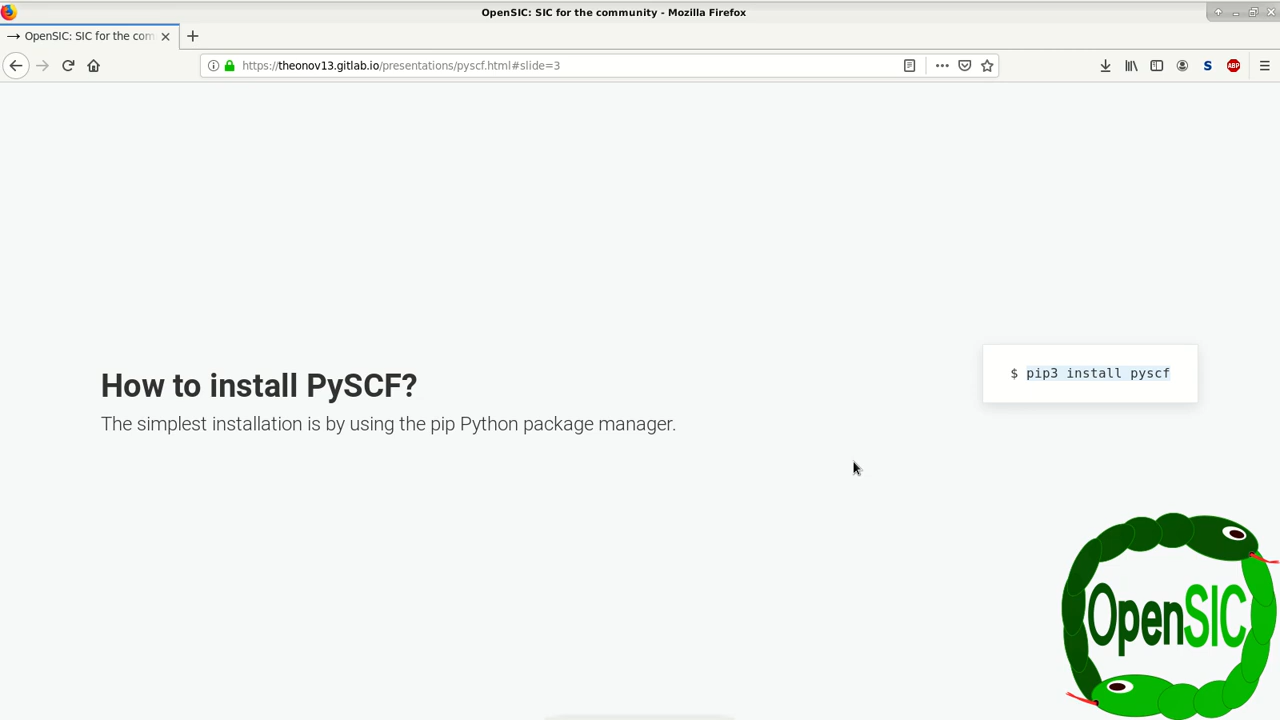 OpenSIC: SIC for the community - Mozilla Firefox
→ OpenSIC: SIC for the com
https://theonov13.gitlab.io/presentations/pyscf.html#slide=3
S
ABP
How to install PySCF?
The simplest installation is by using the pip Python package manager.
$ pip3 install pyscf
OpenSIC